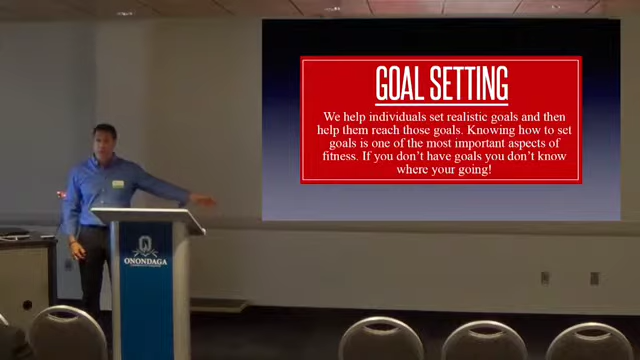 GOAL SETTING
We help individuals set realistic goals and then
help them reach those goals. Knowing how to set
goals is one of the most important aspects of
fitness. If you don't have goals you don't know
where your going!
ONONDAGA